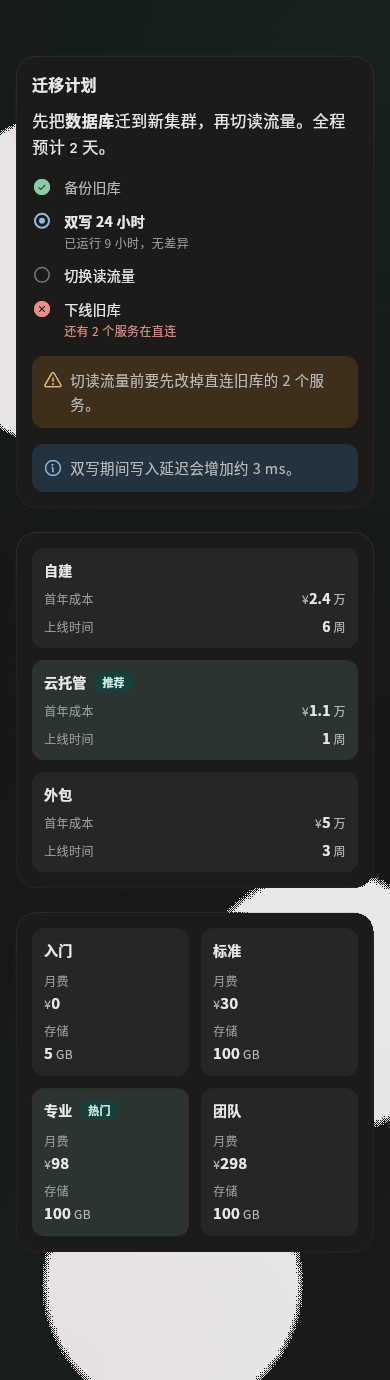 迁移计划
先把数据库迁到新集群，再切读流量。全程
预计 2 天。
备份旧库
双写 24 小时
已运行 9 小时，无差异
切换读流量
下线旧库
还有 2 个服务在直连
切读流量前要先改掉直连旧库的 2 个服
务。
双写期间写入延迟会增加约 3 ms。
自建
首年成本 ¥2.4 万
上线时间 6 周
云托管 推荐
首年成本 ¥1.1 万
上线时间 1 周
外包
首年成本 ¥5 万
上线时间 3 周
入门
月费
¥0
存储
5 GB
标准
月费
¥30
存储
100 GB
专业 热门
月费
¥98
存储
100 GB
团队
月费
¥298
存储
100 GB